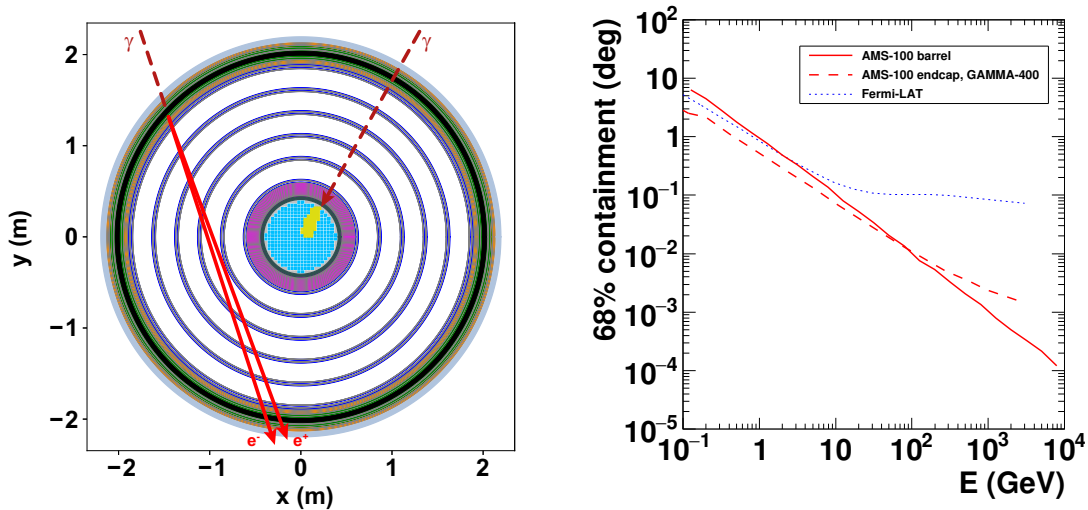 γ
γ
2
1
0
−1
−2
y (m)
e⁻
e⁺
−2
−1
0
1
2
x (m)
68% containment (deg)
10²
10
1
10⁻¹
10⁻²
10⁻³
10⁻⁴
10⁻⁵
AMS-100 barrel
AMS-100 endcap, GAMMA-400
Fermi-LAT
10⁻¹
1
10
10²
10³
10⁴
E (GeV)